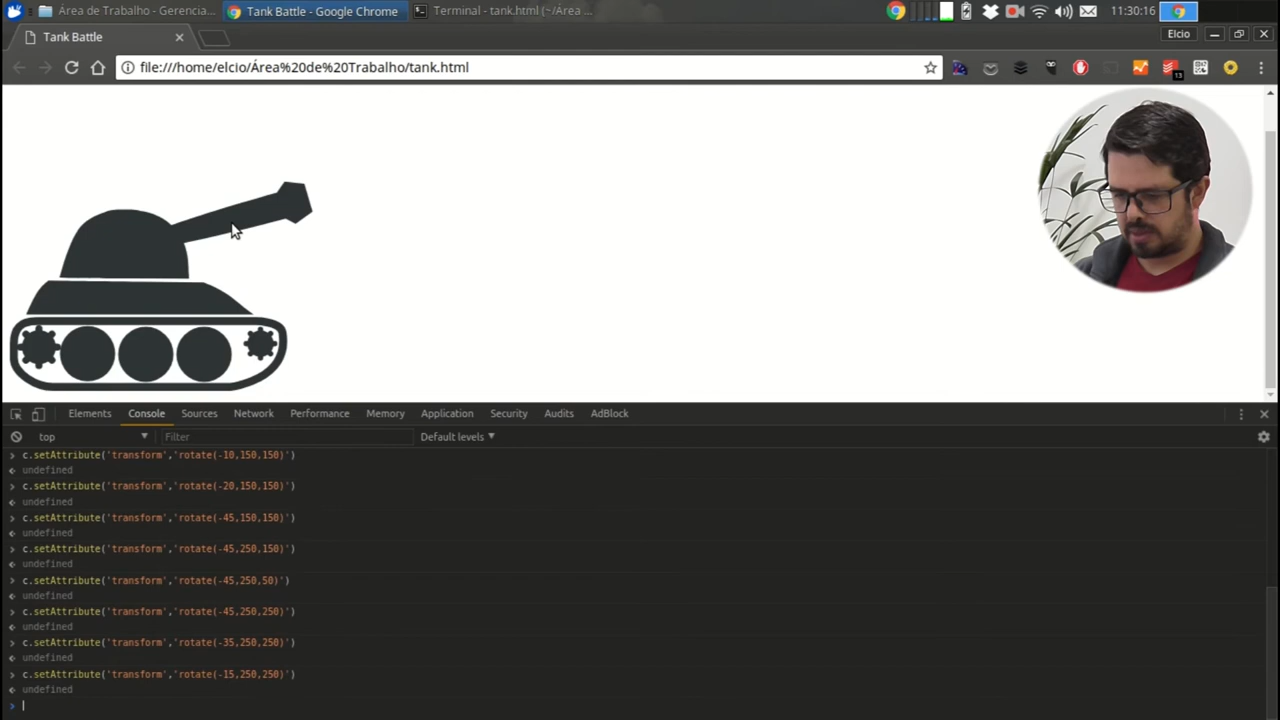 Área de Trabalho - Gerencia... Tank Battle - Google Chrome Terminal - tank.html (~/Área ... 11:30:16
Tank Battle Elcio
file:///home/elcio/Área%20de%20Trabalho/tank.html 13
Elements Console Sources Network Performance Memory Application Security Audits AdBlock
top Filter Default levels
c.setAttribute('transform','rotate(-10,150,150)')
undefined
c.setAttribute('transform','rotate(-20,150,150)')
undefined
c.setAttribute('transform','rotate(-45,150,150)')
undefined
c.setAttribute('transform','rotate(-45,250,150)')
undefined
c.setAttribute('transform','rotate(-45,250,50)')
undefined
c.setAttribute('transform','rotate(-45,250,250)')
undefined
c.setAttribute('transform','rotate(-35,250,250)')
undefined
c.setAttribute('transform','rotate(-15,250,250)')
undefined